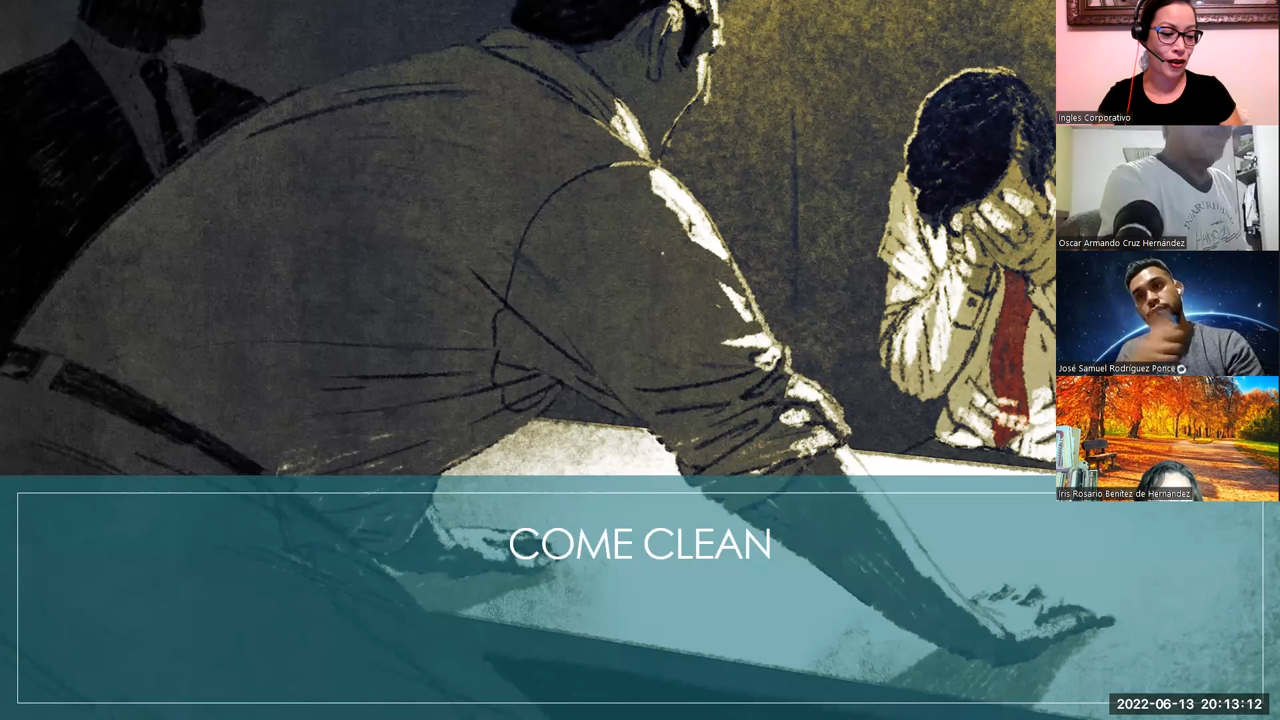 Ingles Corporativo
Oscar Armando Cruz Hernández
José Samuel Rodríguez Ponce
Iris Rosario Benítez de Hernandez
COME CLEAN
2022-06-13 20:13:12